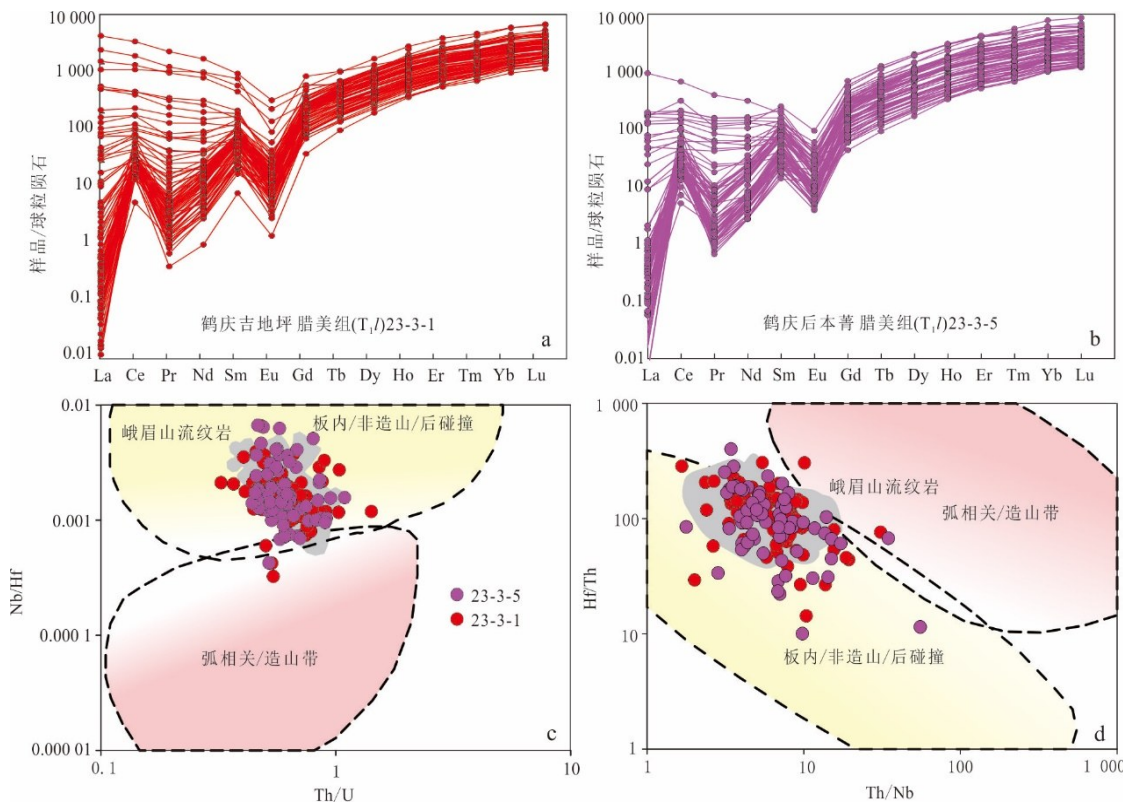 a
10 000
1 000
100
10
1
0.1
0.01
样品/球粒陨石
鹤庆吉地坪 腊美组(T₁l)23-3-1
La Ce Pr Nd Sm Eu Gd Tb Dy Ho Er Tm Yb Lu
b
10 000
1 000
100
10
1
0.1
0.01
样品/球粒陨石
鹤庆后本菁 腊美组(T₁l)23-3-5
La Ce Pr Nd Sm Eu Gd Tb Dy Ho Er Tm Yb Lu
0.01
0.001
0.000 1
0.000 01
Nb/Hf
峨眉山流纹岩
板内/非造山/后碰撞
23-3-5
23-3-1
弧相关/造山带
c
0.1 1 10
Th/U
1 000
100
10
1
Hf/Th
峨眉山流纹岩
弧相关/造山带
板内/非造山/后碰撞
d
1 10 100 1 000
Th/Nb